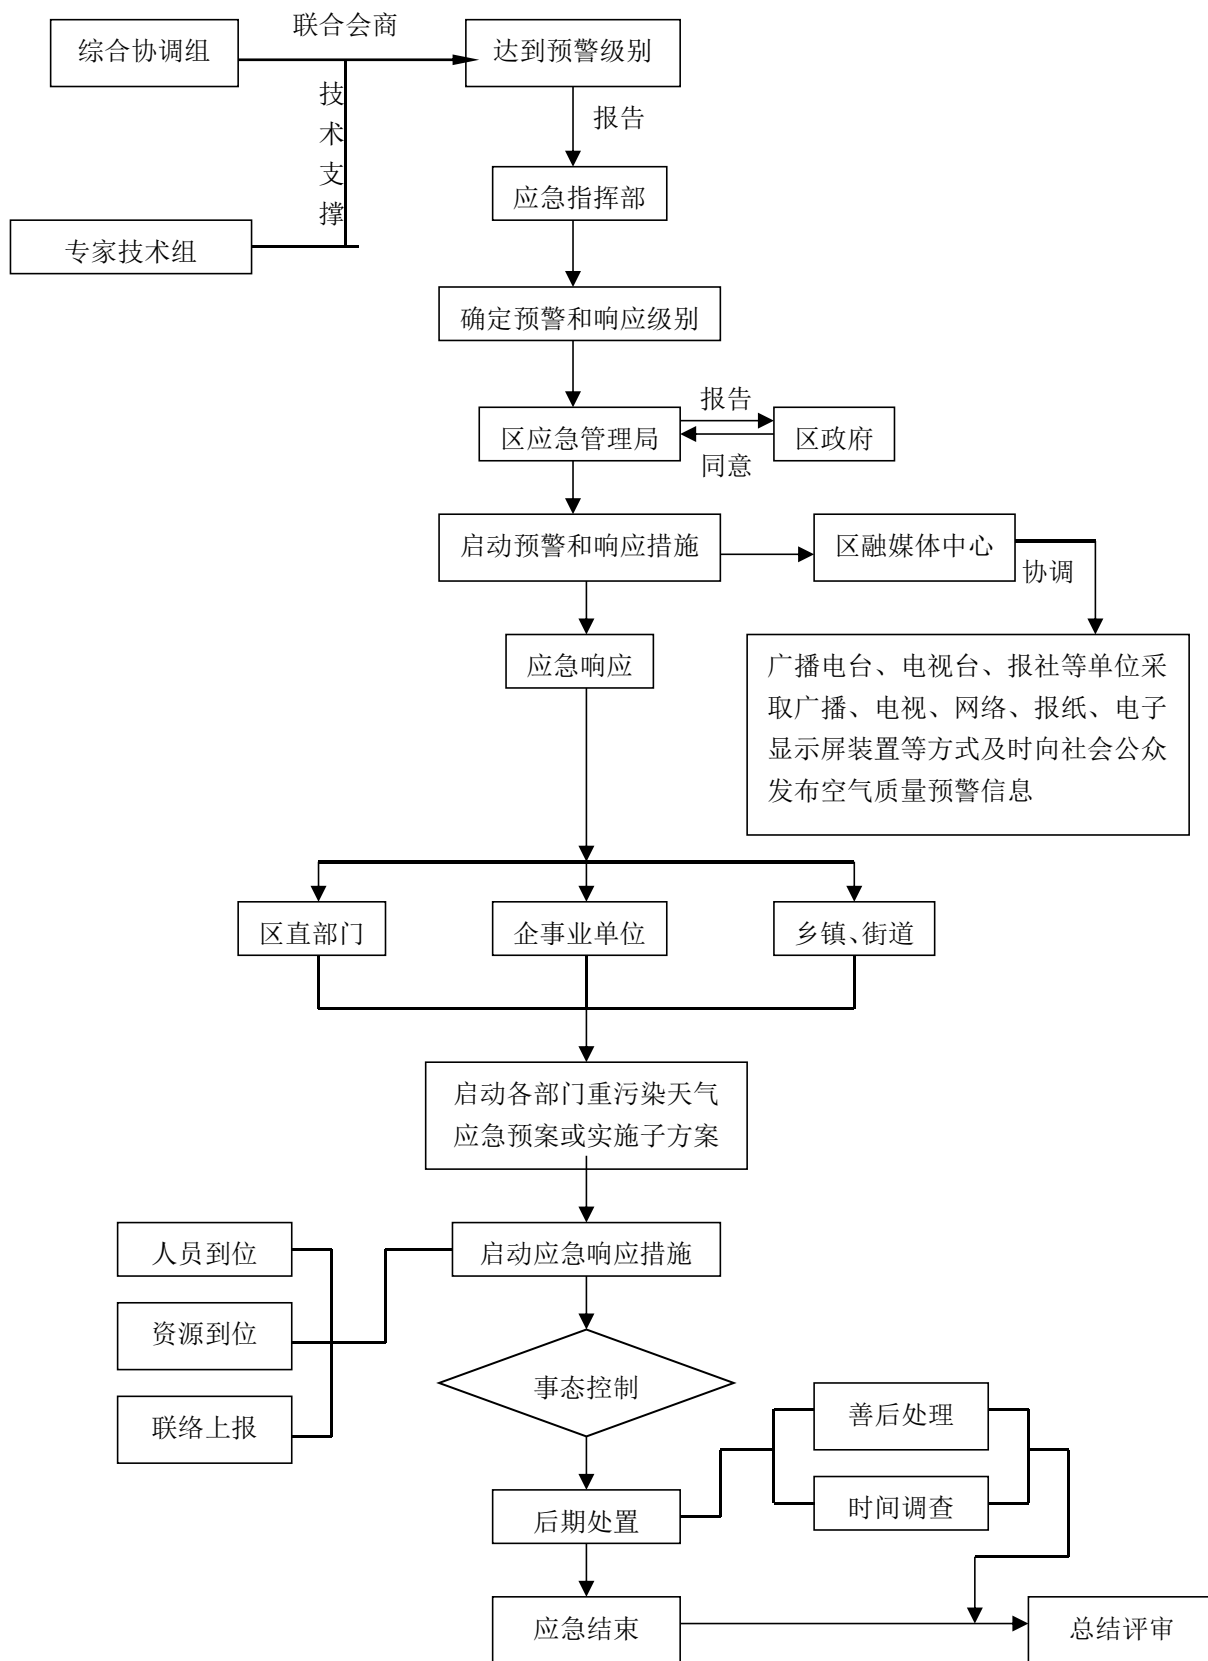 综合协调组
联合会商
达到预警级别
技术支撑
报告
应急指挥部
专家技术组
确定预警和响应级别
报告
区应急管理局
区政府
同意
启动预警和响应措施
区融媒体中心
协调
应急响应
广播电台、电视台、报社等单位采
取广播、电视、网络、报纸、电子
显示屏装置等方式及时向社会公众
发布空气质量预警信息
区直部门
企事业单位
乡镇、街道
启动各部门重污染天气
应急预案或实施子方案
人员到位
启动应急响应措施
资源到位
事态控制
联络上报
善后处理
时间调查
后期处置
应急结束
总结评审